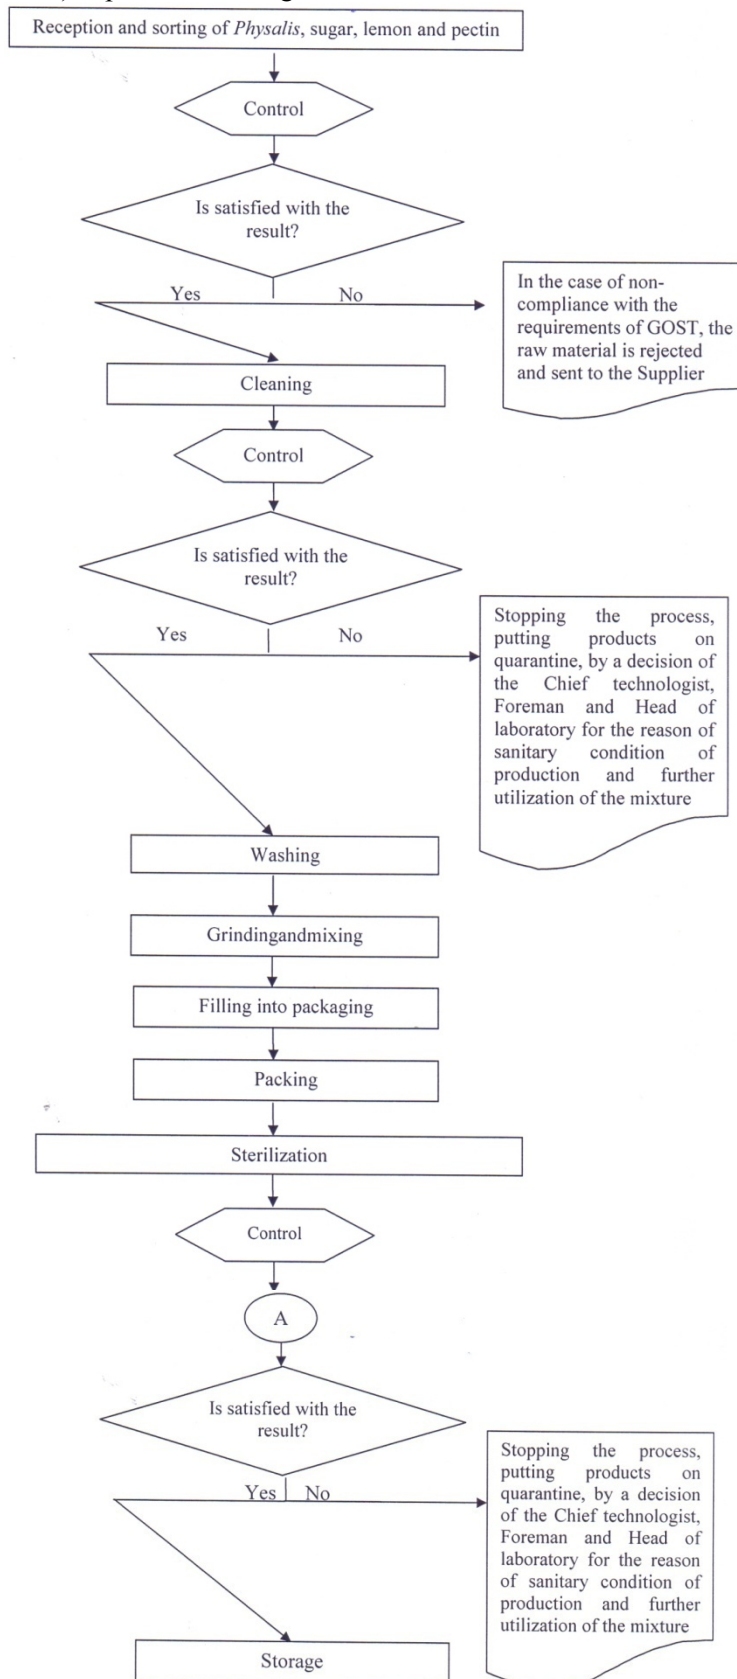 Reception and sorting of Physalis, sugar, lemon and pectin
Control
Is satisfied with the
result?
Yes
No
In the case of non-
compliance with the
requirements of GOST, the
raw material is rejected
and sent to the Supplier
Cleaning
Control
Is satisfied with the
result?
Yes
No
Stopping the process,
putting products on
quarantine, by a decision of
the Chief technologist,
Foreman and Head of
laboratory for the reason of
sanitary condition of
production and further
utilization of the mixture
Washing
Grindingandmixing
Filling into packaging
Packing
Sterilization
Control
A
Is satisfied with the
result?
Yes
No
Stopping the process,
putting products on
quarantine, by a decision
of the Chief technologist,
Foreman and Head of
laboratory for the reason
of sanitary condition of
production and further
utilization of the mixture
Storage